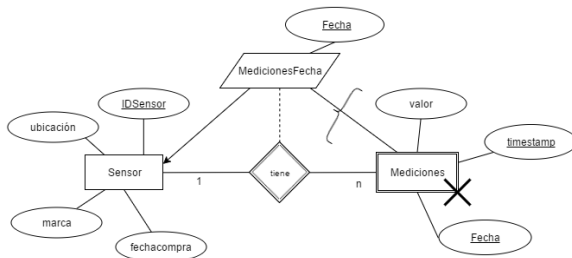 Fecha
MedicionesFecha
IDSensor
valor
ubicación
timestamp
Sensor
tiene
Mediciones
1
n
marca
fechacompra
Fecha